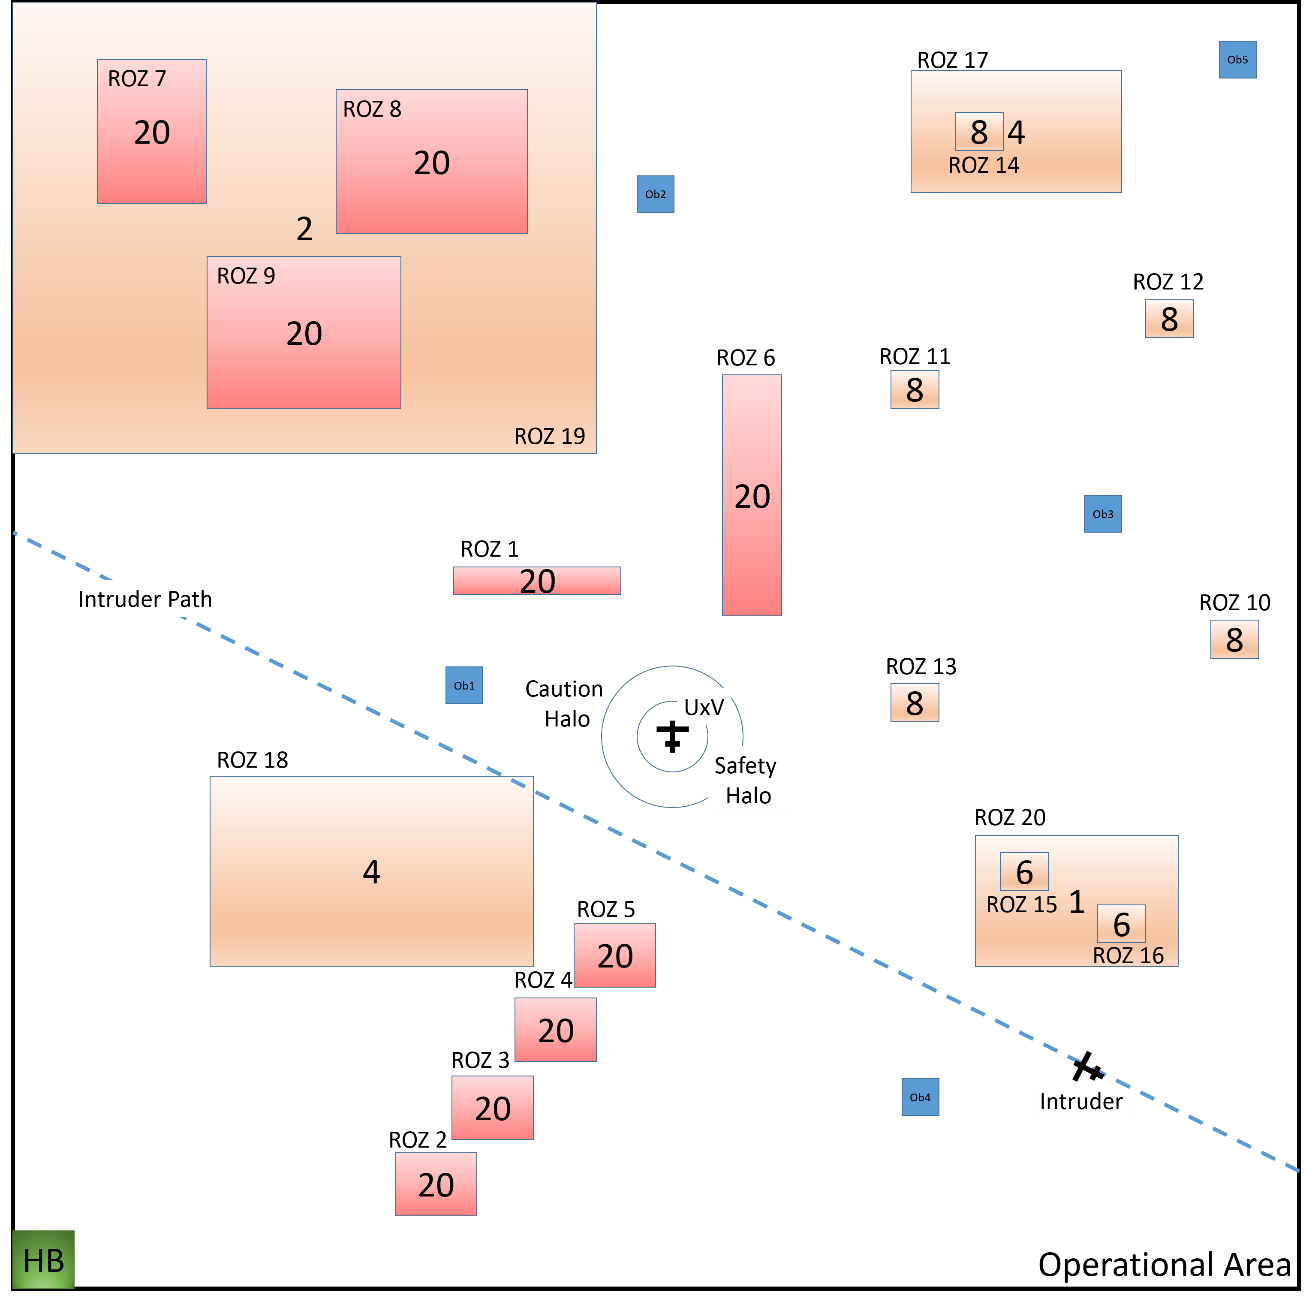 ROZ 17
Ob5
ROZ 7
20
ROZ 8
20
8 4
ROZ 14
Ob2
2
ROZ 9
20
ROZ 12
8
ROZ 6
ROZ 11
8
ROZ 19
20
Ob3
ROZ 1
20
Intruder Path
ROZ 10
8
ROZ 13
8
Ob1
Caution
Halo
UxV
Safety
Halo
ROZ 18
4
ROZ 20
6
ROZ 15
1
6
ROZ 16
ROZ 5
20
ROZ 4
20
ROZ 3
20
ROZ 2
20
Ob4
Intruder
HB
Operational Area